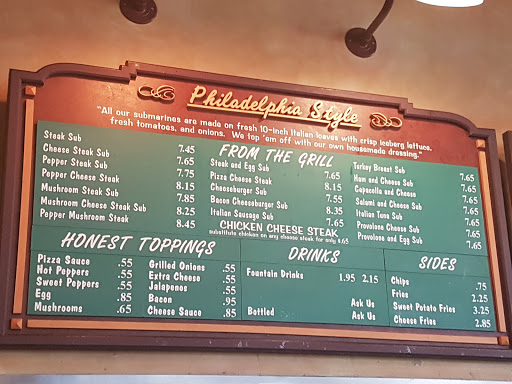 Philadelphia Style
"All our submarines are made on fresh 10-inch Italian loaves with crisp iceberg lettuce,
fresh tomatoes, and onions. We top 'em off with our own housemade dressing."
FROM THE GRILL
Steak Sub 7.45
Cheese Steak Sub 7.65
Pepper Steak Sub 7.65
Pepper Cheese Steak 7.75
Mushroom Steak Sub 8.15
Mushroom Cheese Steak Sub 8.25
Pepper Mushroom Steak 8.45
Steak and Egg Sub 7.65
Pizza Cheese Steak 8.15
Cheeseburger Sub 7.55
Bacon Cheeseburger Sub 8.35
Italian Sausage Sub 7.65
CHICKEN CHEESE STEAK
substitute chicken on any cheese steak for only
Turkey Breast Sub 7.65
Ham and Cheese Sub 7.65
Capacolla and Cheese 7.65
Salami and Cheese Sub 7.65
Italian Tuna Sub 7.65
Provolone Cheese Sub 7.65
Provolone and Egg Sub 7.65
HONEST TOPPINGS
Pizza Sauce .55
Hot Peppers .55
Sweet Peppers .55
Egg .85
Mushrooms .65
Grilled Onions .55
Extra Cheese .55
Jalapenos .55
Bacon .95
Cheese Sauce .85
DRINKS
Fountain Drinks 1.95 2.15
Ask Us
Bottled Ask Us
SIDES
Chips .75
Fries 2.25
Sweet Potato Fries 3.25
Cheese Fries 2.85